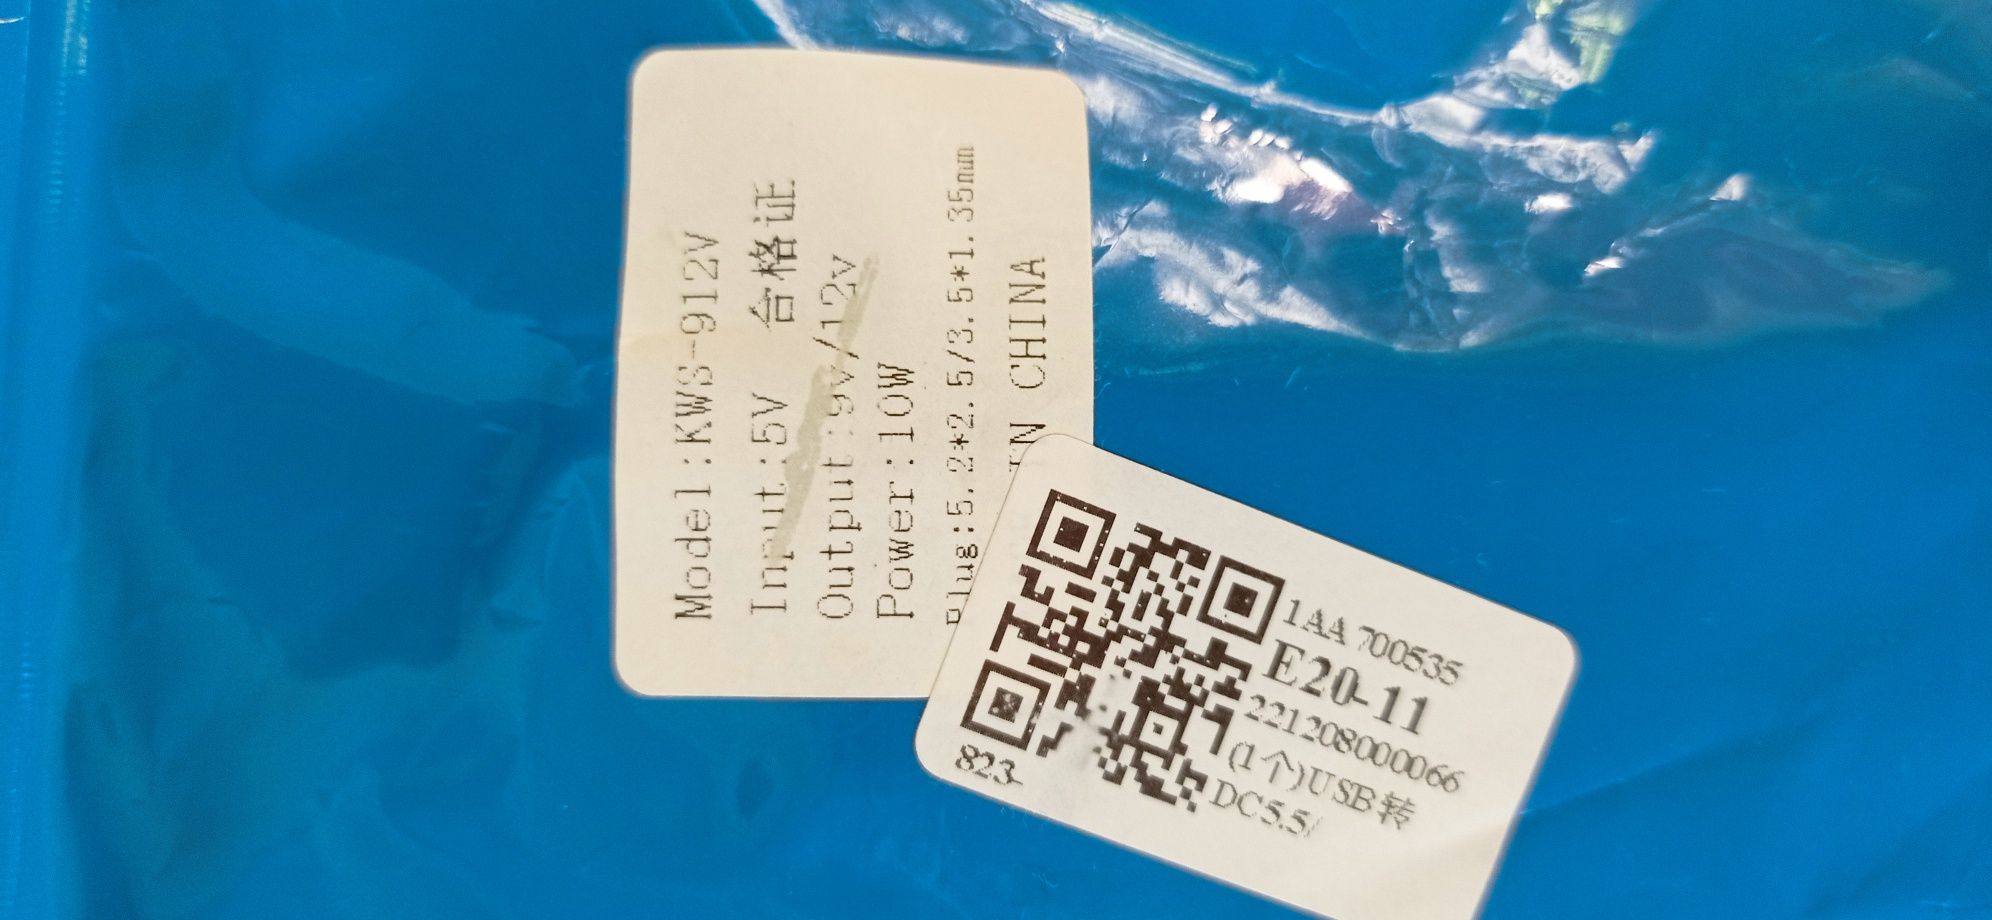 Model:KWS-912V
Input:5V 合格证
Output:9v/12v
Power:10W
Plug:5.2*2.5/3.5*1.35mm
IN CHINA
1AA 700535
E20-11
221208000066
(1个)USB转
DC5.5/
823-